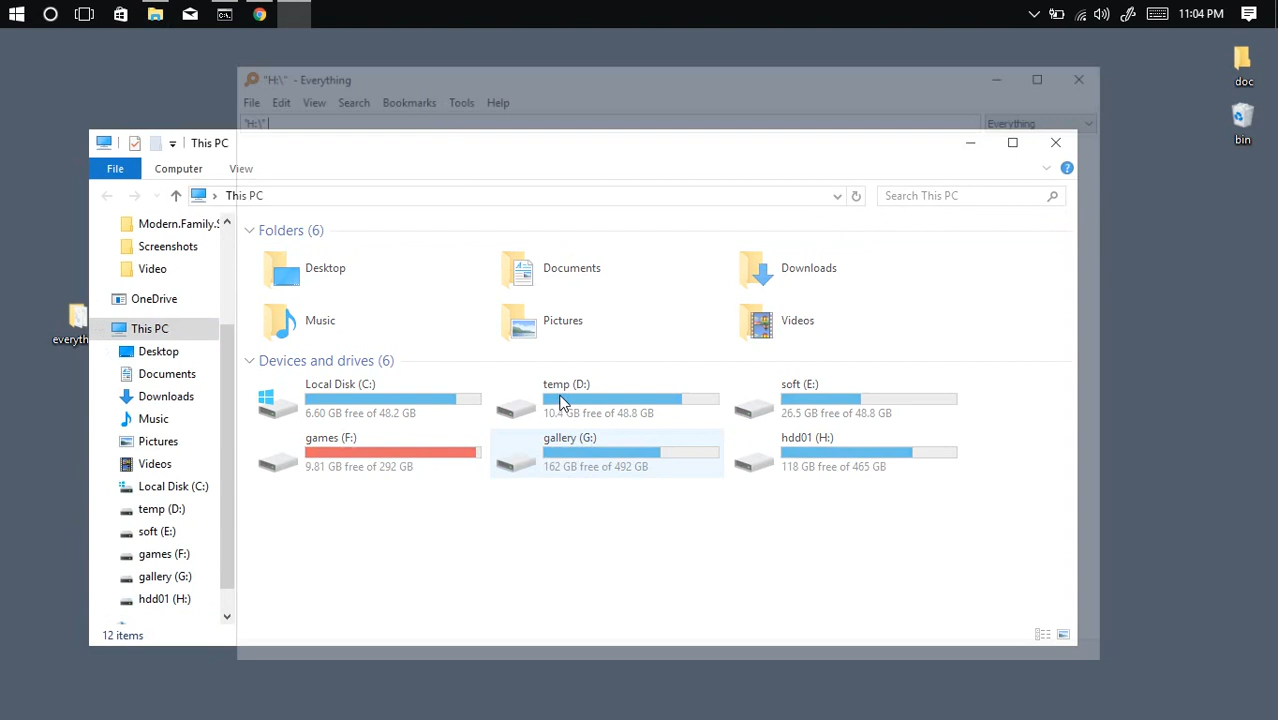 11:04 PM
doc
bin
everyth
"H:\" - Everything
File Edit View Search Bookmarks Tools Help
"H:\" Everything
This PC
File Computer View
This PC Search This PC
Modern.Family.S
Screenshots
Video
OneDrive
This PC
Desktop
Documents
Downloads
Music
Pictures
Videos
Local Disk (C:)
temp (D:)
soft (E:)
games (F:)
gallery (G:)
hdd01 (H:)
Folders (6)
Desktop Documents Downloads
Music Pictures Videos
Devices and drives (6)
Local Disk (C:) temp (D:) soft (E:)
6.60 GB free of 48.2 GB 10.4 GB free of 48.8 GB 26.5 GB free of 48.8 GB
games (F:) gallery (G:) hdd01 (H:)
9.81 GB free of 292 GB 162 GB free of 492 GB 118 GB free of 465 GB
12 items